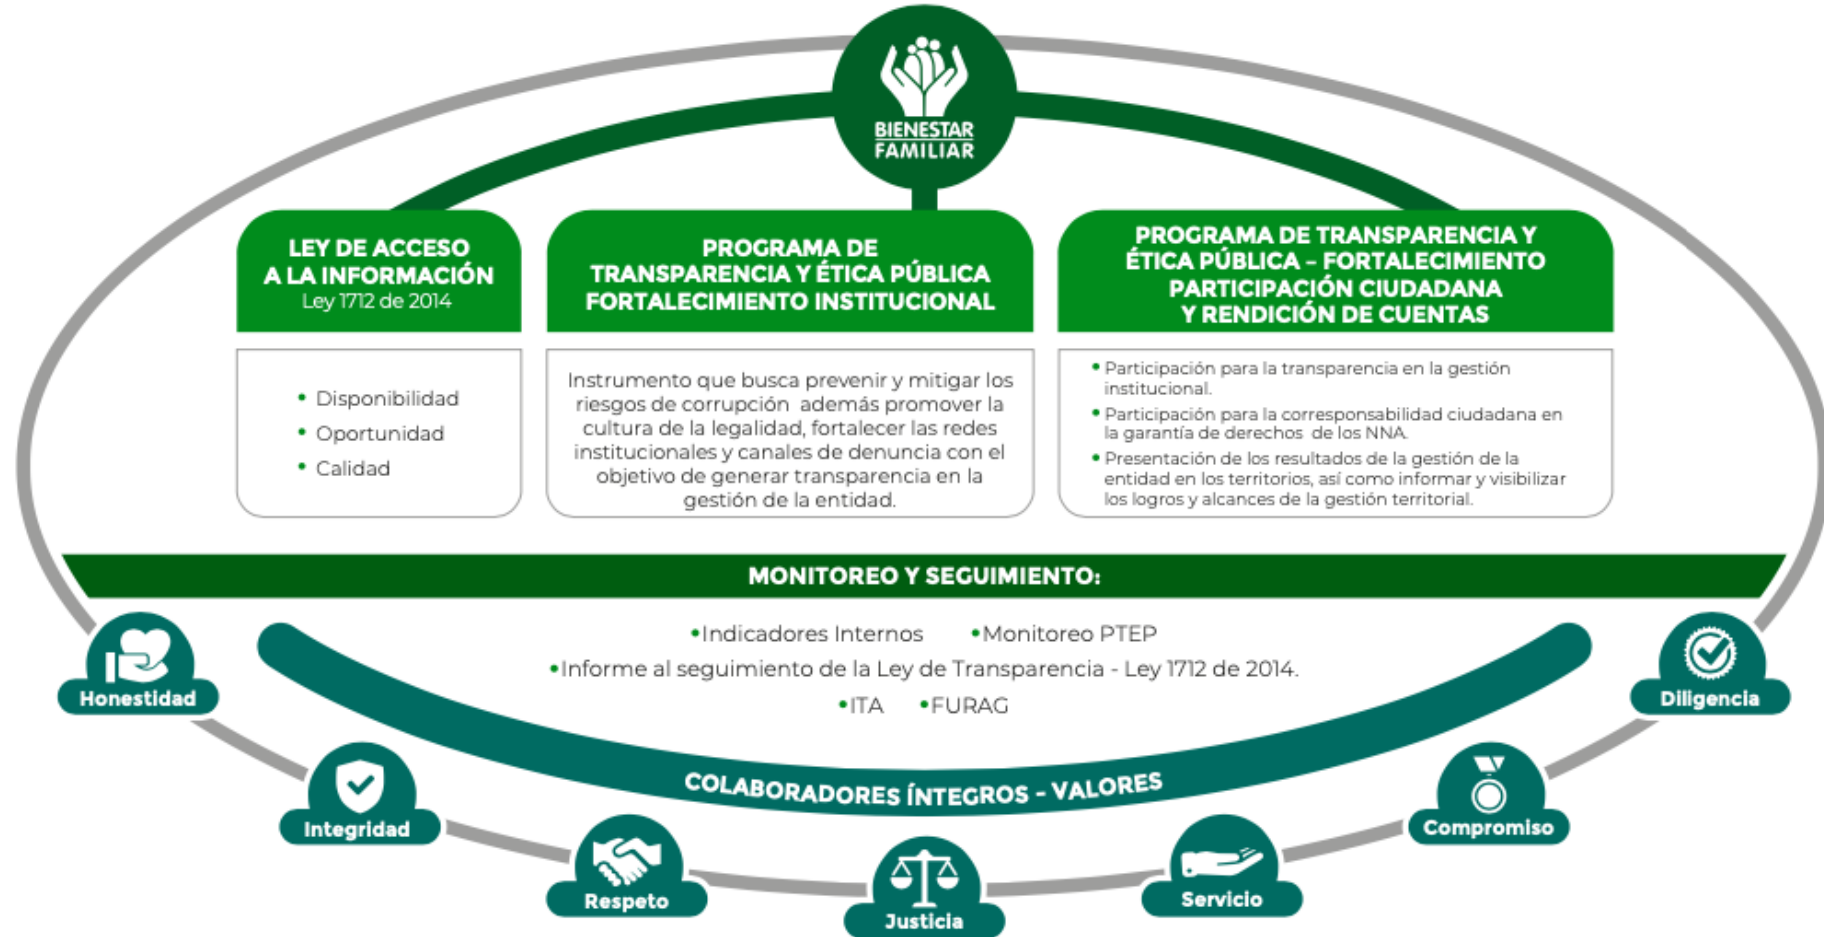 BIENESTAR
FAMILIAR
LEY DE ACCESO
A LA INFORMACIÓN
Ley 1712 de 2014
• Disponibilidad
• Oportunidad
• Calidad
PROGRAMA DE
TRANSPARENCIA Y ÉTICA PÚBLICA
FORTALECIMIENTO INSTITUCIONAL
Instrumento que busca prevenir y mitigar los
riesgos de corrupción además promover la
cultura de la legalidad, fortalecer las redes
institucionales y canales de denuncia con el
objetivo de generar transparencia en la
gestión de la entidad.
PROGRAMA DE TRANSPARENCIA Y
ÉTICA PÚBLICA – FORTALECIMIENTO
PARTICIPACIÓN CIUDADANA
Y RENDICIÓN DE CUENTAS
• Participación para la transparencia en la gestión
institucional.
• Participación para la corresponsabilidad ciudadana en
la garantía de derechos de los NNA.
• Presentación de los resultados de la gestión de la
entidad en los territorios, así como informar y visibilizar
los logros y alcances de la gestión territorial.
MONITOREO Y SEGUIMIENTO:
•Indicadores Internos •Monitoreo PTEP
•Informe al seguimiento de la Ley de Transparencia - Ley 1712 de 2014.
•ITA •FURAG
COLABORADORES ÍNTEGROS - VALORES
Honestidad
Integridad
Respeto
Justicia
Servicio
Compromiso
Diligencia